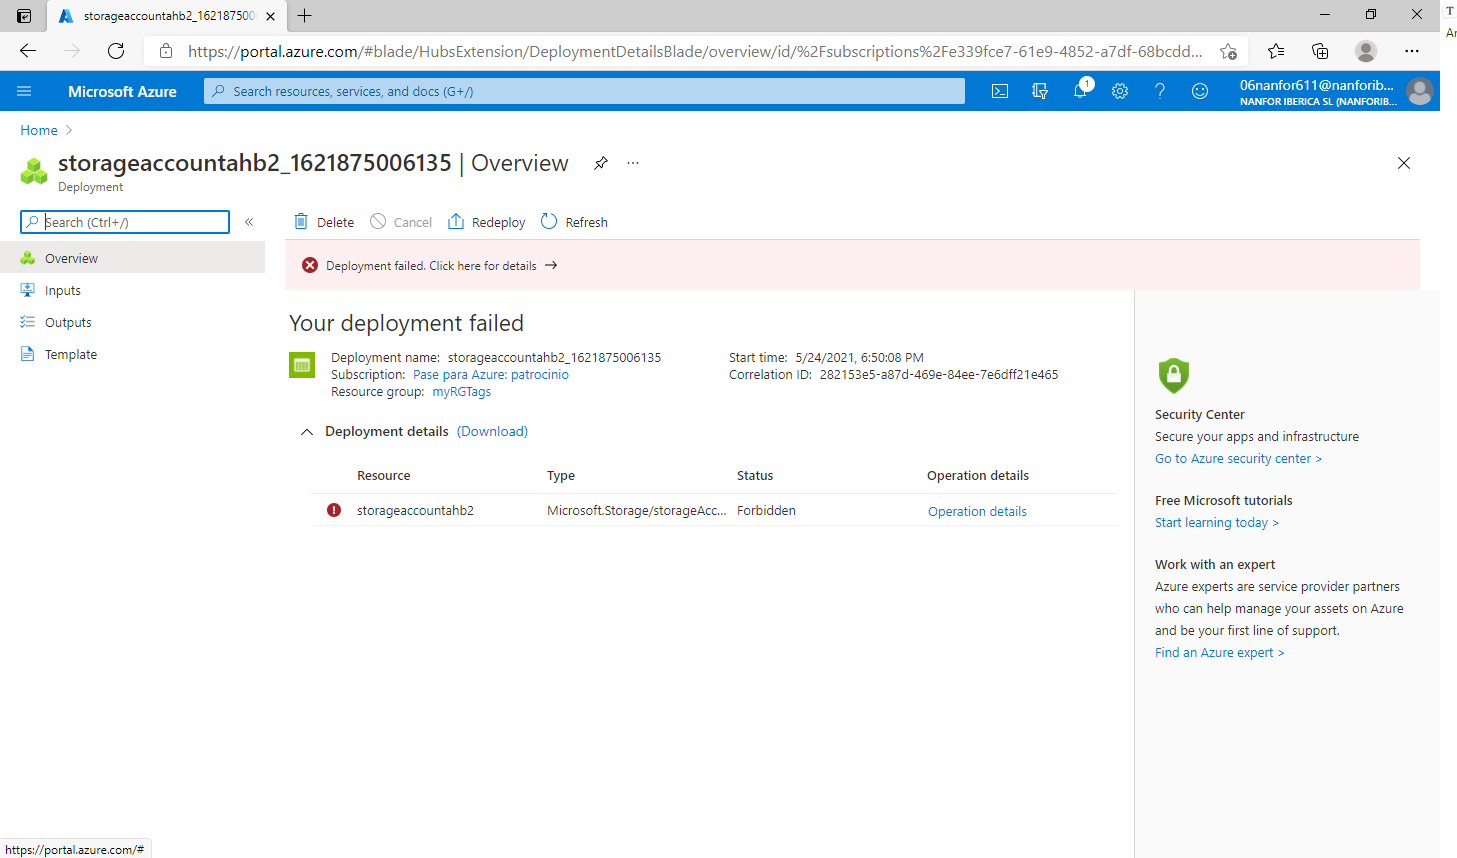 storageaccountahb2_162187500
https://portal.azure.com/#blade/HubsExtension/DeploymentDetailsBlade/overview/id/%2Fsubscriptions%2Fe339fce7-61e9-4852-a7df-68bcdd...
T
Ar
Microsoft Azure
Search resources, services, and docs (G+/)
1
06nanfor611@nanforib...
NANFOR IBERICA SL (NANFORIB...
Home >
storageaccountahb2_1621875006135 | Overview
Deployment
Search (Ctrl+/)
Overview
Inputs
Outputs
Template
Delete
Cancel
Redeploy
Refresh
Deployment failed. Click here for details →
Your deployment failed
Deployment name: storageaccountahb2_1621875006135
Subscription: Pase para Azure: patrocinio
Resource group: myRGTags
Start time: 5/24/2021, 6:50:08 PM
Correlation ID: 282153e5-a87d-469e-84ee-7e6dff21e465
Deployment details (Download)
Resource Type Status Operation details
storageaccountahb2 Microsoft.Storage/storageAcc... Forbidden Operation details
Security Center
Secure your apps and infrastructure
Go to Azure security center >
Free Microsoft tutorials
Start learning today >
Work with an expert
Azure experts are service provider partners
who can help manage your assets on Azure
and be your first line of support.
Find an Azure expert >
https://portal.azure.com/#